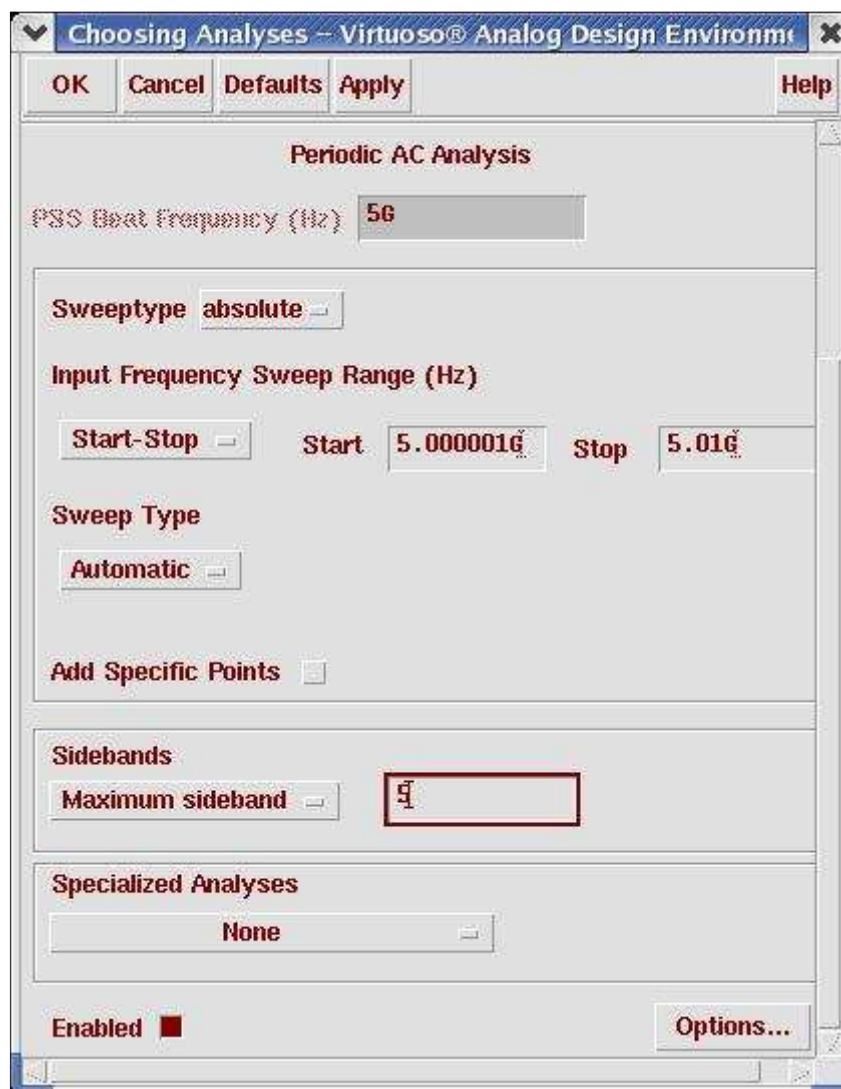 Choosing Analyses -- Virtuoso® Analog Design Environme
OK Cancel Defaults Apply Help
Periodic AC Analysis
PSS Beat Frequency (Hz) 5G
Sweeptype absolute
Input Frequency Sweep Range (Hz)
Start-Stop Start 5.000001G Stop 5.01G
Sweep Type
Automatic
Add Specific Points
Sidebands
Maximum sideband
Specialized Analyses
None
Enabled Options...